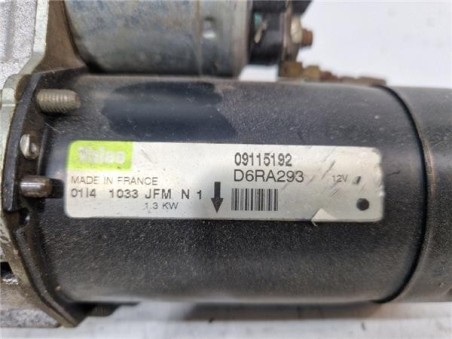 Valeo
09115192
MADE IN FRANCE
D6RA293 12V
01I4 1033 JFM N 1
1.3 KW